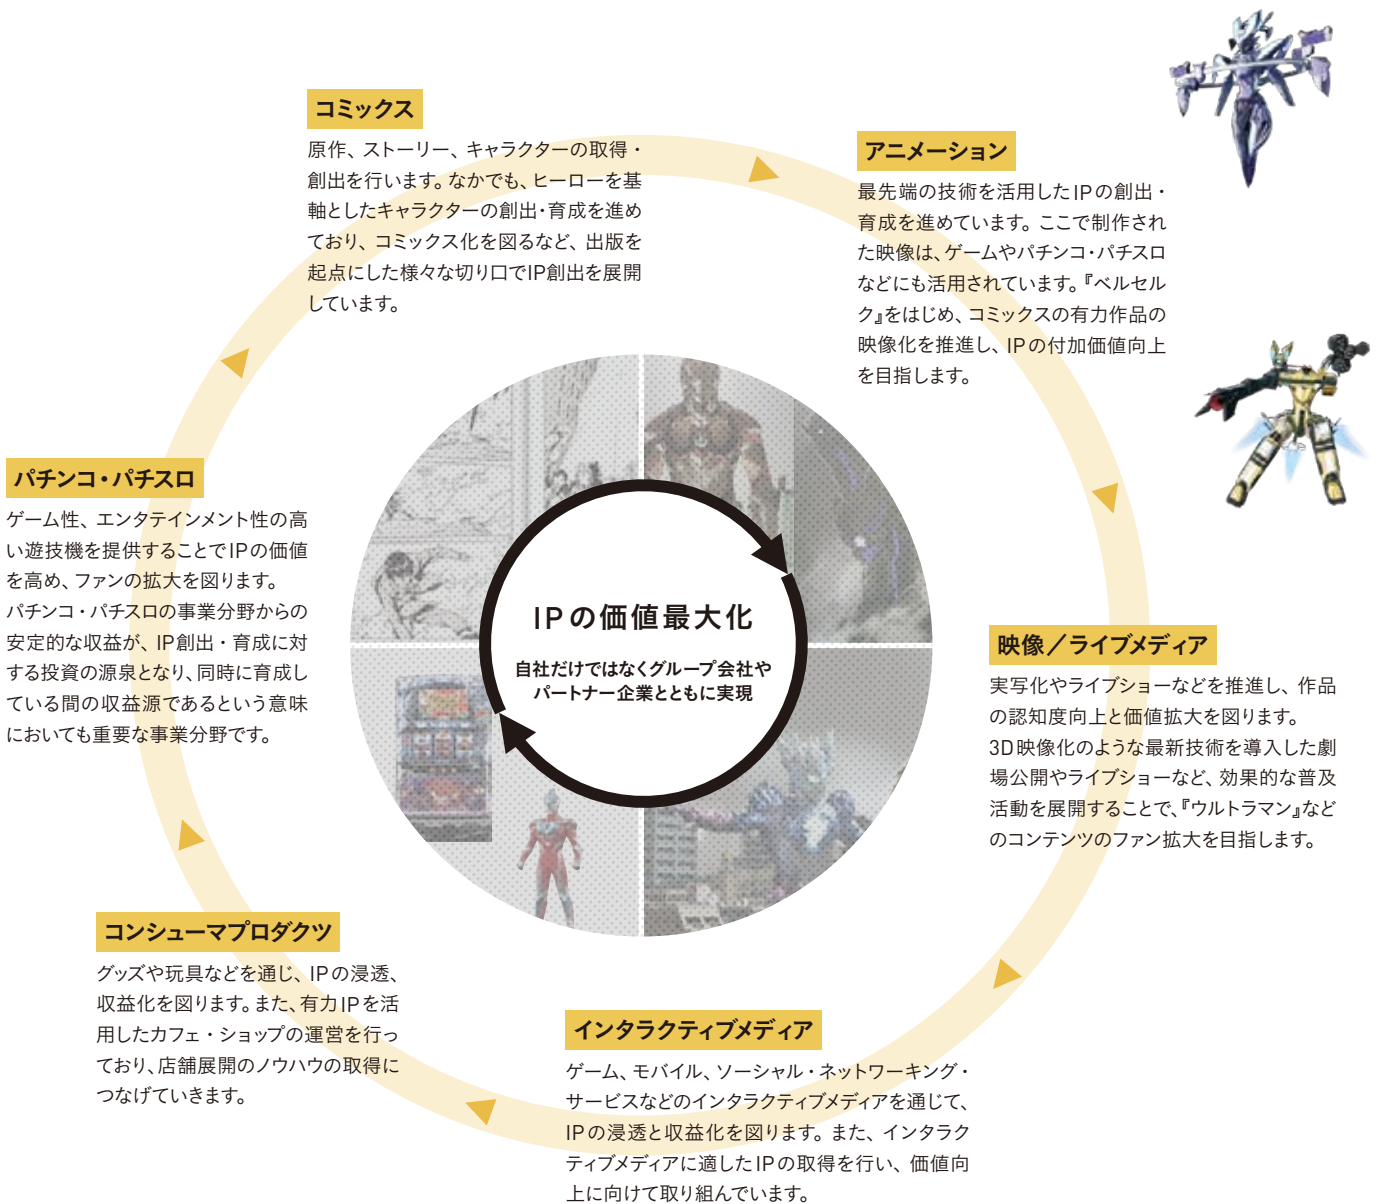 コミックス
原作、ストーリー、キャラクターの取得・
創出を行います。なかでも、ヒーローを基
軸としたキャラクターの創出・育成を進め
ており、コミックス化を図るなど、出版を
起点にした様々な切り口でIP創出を展開
しています。
アニメーション
最先端の技術を活用したIPの創出・
育成を進めています。ここで制作され
た映像は、ゲームやパチンコ・パチスロ
などにも活用されています。『ベルセル
ク』をはじめ、コミックスの有力作品の
映像化を推進し、IPの付加価値向上
を目指します。
映像／ライブメディア
実写化やライブショーなどを推進し、作品
の認知度向上と価値拡大を図ります。
3D映像化のような最新技術を導入した劇
場公開やライブショーなど、効果的な普及
活動を展開することで、『ウルトラマン』など
のコンテンツのファン拡大を目指します。
インタラクティブメディア
ゲーム、モバイル、ソーシャル・ネットワーキング・
サービスなどのインタラクティブメディアを通じて、
IPの浸透と収益化を図ります。また、インタラク
ティブメディアに適したIPの取得を行い、価値向
上に向けて取り組んでいます。
コンシューマプロダクツ
グッズや玩具などを通じ、IPの浸透、
収益化を図ります。また、有力IPを活
用したカフェ・ショップの運営を行っ
ており、店舗展開のノウハウの取得に
つなげていきます。
パチンコ・パチスロ
ゲーム性、エンタテインメント性の高
い遊技機を提供することでIPの価値
を高め、ファンの拡大を図ります。
パチンコ・パチスロの事業分野からの
安定的な収益が、IP創出・育成に対
する投資の源泉となり、同時に育成し
ている間の収益源であるという意味
においても重要な事業分野です。
IPの価値最大化
自社だけではなくグループ会社や
パートナー企業とともに実現